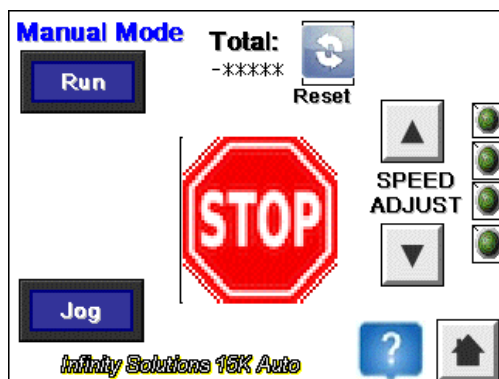 Manual Mode
Total:
-*****
Run
Reset
STOP
SPEED
ADJUST
Jog
?
Infinity Solutions 15K Auto